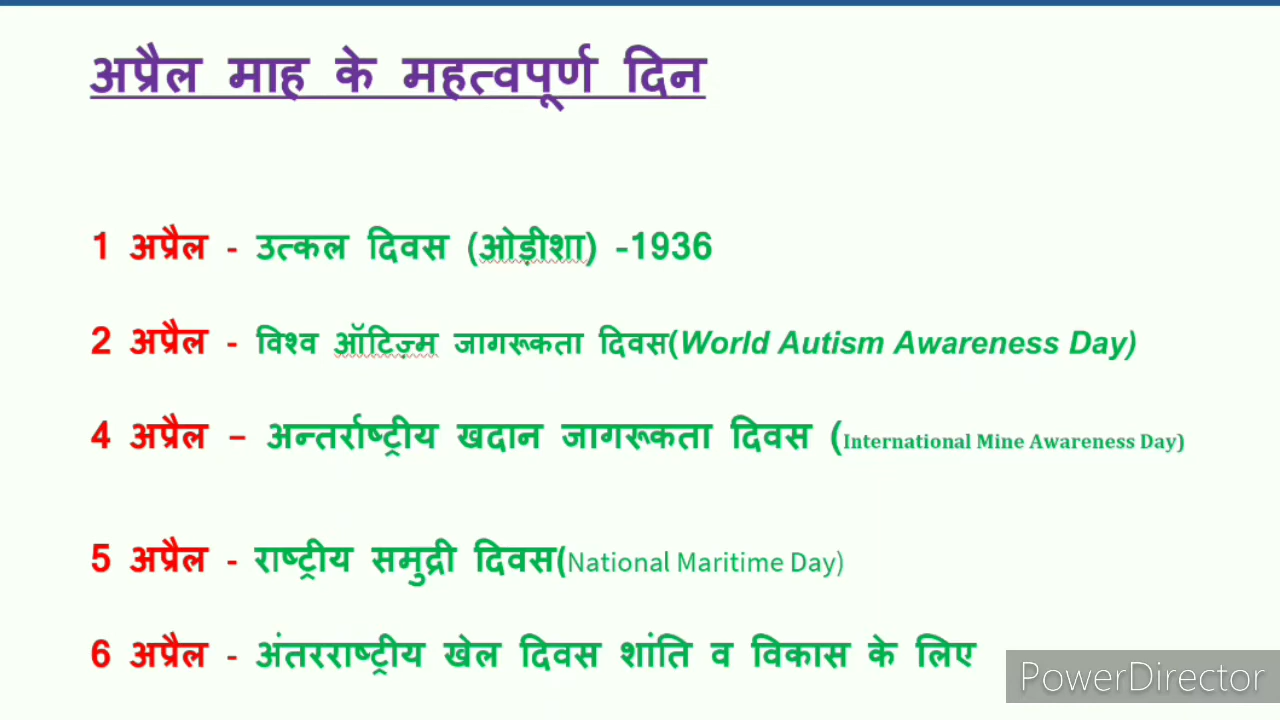 अप्रैल माह के महत्वपूर्ण दिन
1 अप्रैल - उत्कल दिवस (ओड़ीशा) -1936
2 अप्रैल - विश्व ऑटिज़्म जागरूकता दिवस(World Autism Awareness Day)
4 अप्रैल – अन्तर्राष्ट्रीय खदान जागरूकता दिवस (International Mine Awareness Day)
5 अप्रैल - राष्ट्रीय समुद्री दिवस(National Maritime Day)
6 अप्रैल - अंतरराष्ट्रीय खेल दिवस शांति व विकास के लिए
PowerDirector